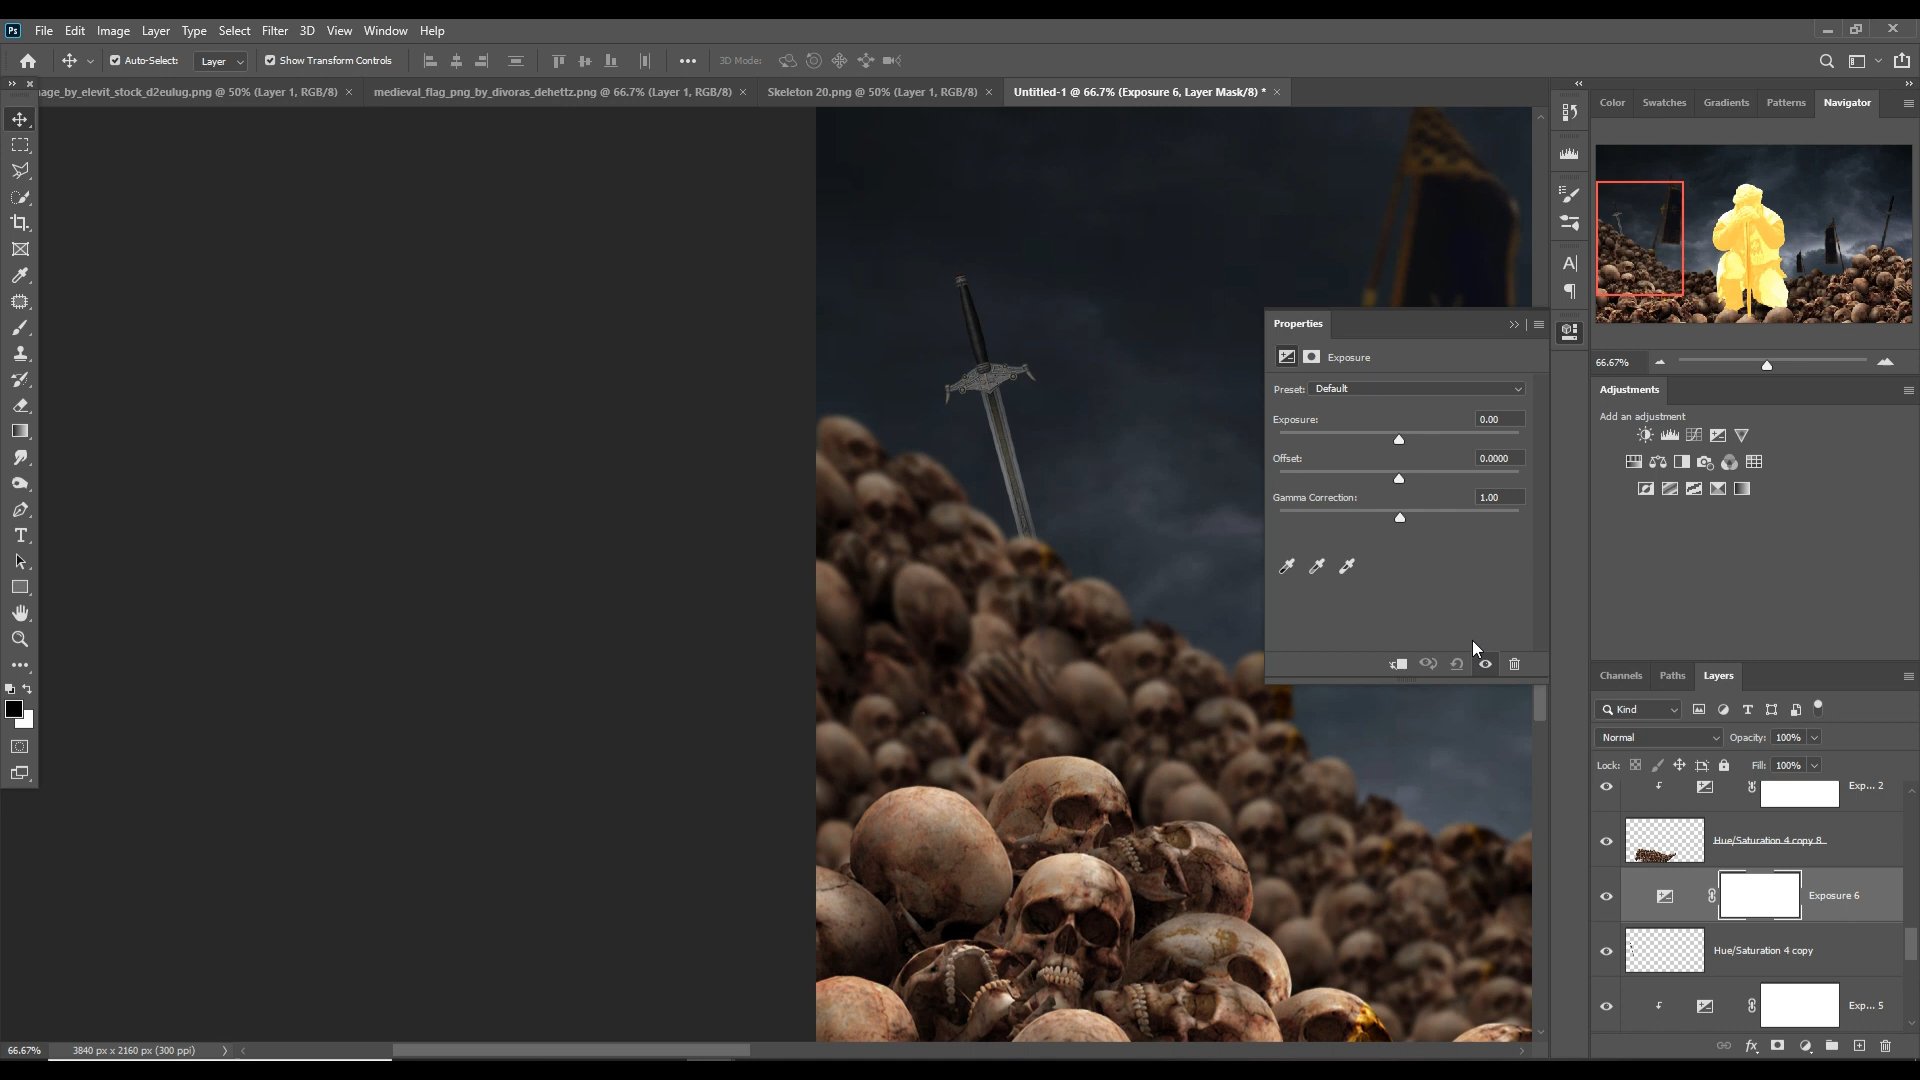 Ps File Edit Image Layer Type Select Filter 3D View Window Help
Auto-Select: Layer Show Transform Controls 3D Mode:
age_by_elevit_stock_d2eulug.png @ 50% (Layer 1, RGB/8) medieval_flag_png_by_divoras_dehettz.png @ 66.7% (Layer 1, RGB/8) Skeleton 20.png @ 50% (Layer 1, RGB/8) Untitled-1 @ 66.7% (Exposure 6, Layer Mask/8) *
Color Swatches Gradients Patterns Navigator
66.67%
Properties
Exposure
Preset: Default
Exposure: 0.00
Offset: 0.0000
Gamma Correction: 1.00
Adjustments
Add an adjustment
Channels Paths Layers
Kind
Normal Opacity: 100%
Lock: Fill: 100%
Exp... 2
Hue/Saturation 4 copy 8
Exposure 6
Hue/Saturation 4 copy
Exp... 5
66.67% 3840 px x 2160 px (300 ppi)